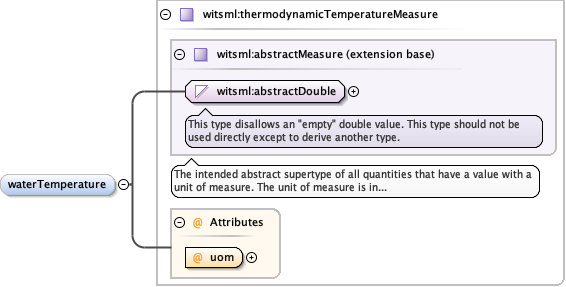 witsml:thermodynamicTemperatureMeasure
witsml:abstractMeasure (extension base)
witsml:abstractDouble
This type disallows an "empty" double value. This type should not be
used directly except to derive another type.
The intended abstract supertype of all quantities that have a value with a
unit of measure. The unit of measure is in...
waterTemperature
@ Attributes
@ uom